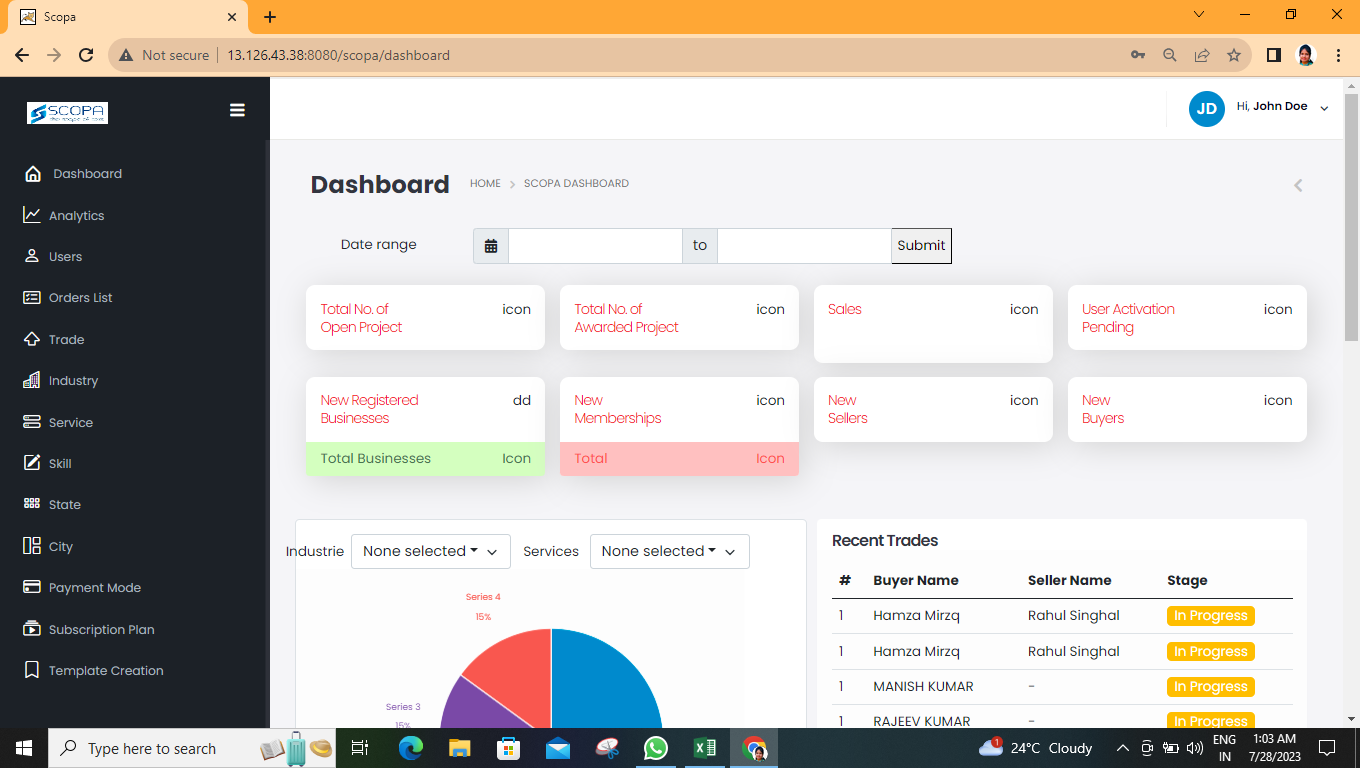 Scopa
Not secure
13.126.43.38:8080/scopa/dashboard
SCOPA
JD
Hi, John Doe
Dashboard
Analytics
Users
Orders List
Trade
Industry
Service
Skill
State
City
Payment Mode
Subscription Plan
Template Creation
Dashboard
HOME
SCOPA DASHBOARD
Date range
to
Submit
Total No. of
Open Project
icon
Total No. of
Awarded Project
icon
Sales
icon
User Activation
Pending
icon
New Registered
Businesses
dd
Total Businesses
Icon
New
Memberships
icon
Total
Icon
New
Sellers
icon
New
Buyers
icon
Industrie
None selected
Services
None selected
Series 4
15%
Series 3
15%
Recent Trades
# Buyer Name Seller Name Stage
1 Hamza Mirzq Rahul Singhal In Progress
1 Hamza Mirzq Rahul Singhal In Progress
1 MANISH KUMAR - In Progress
1 RAJEEV KUMAR - In Progress
Type here to search
1
24°C Cloudy
ENG
IN
1:03 AM
7/28/2023